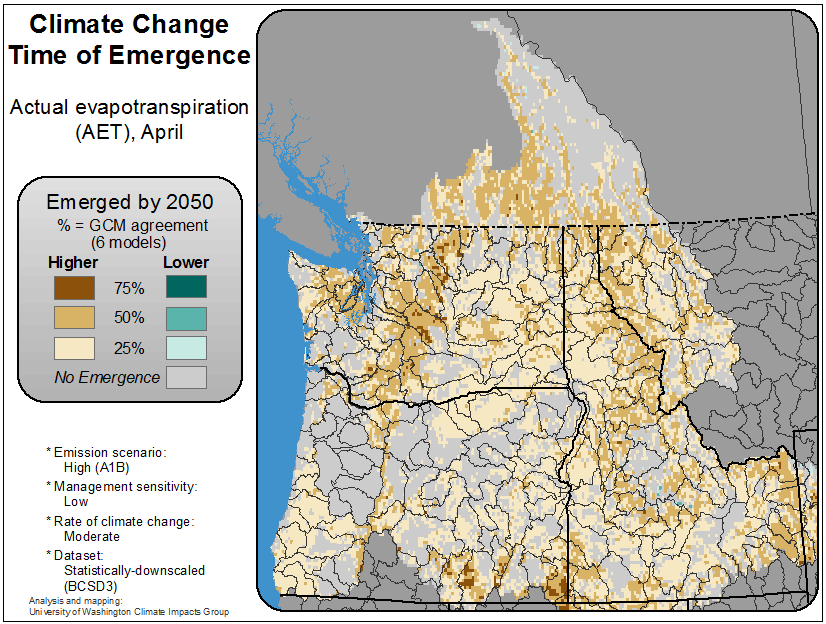 Climate Change
Time of Emergence
Actual evapotranspiration
(AET), April
Emerged by 2050
% = GCM agreement
(6 models)
Higher Lower
75%
50%
25%
No Emergence
* Emission scenario:
High (A1B)
* Management sensitivity:
Low
* Rate of climate change:
Moderate
* Dataset:
Statistically-downscaled
(BCSD3)
Analysis and mapping:
University of Washington Climate Impacts Group